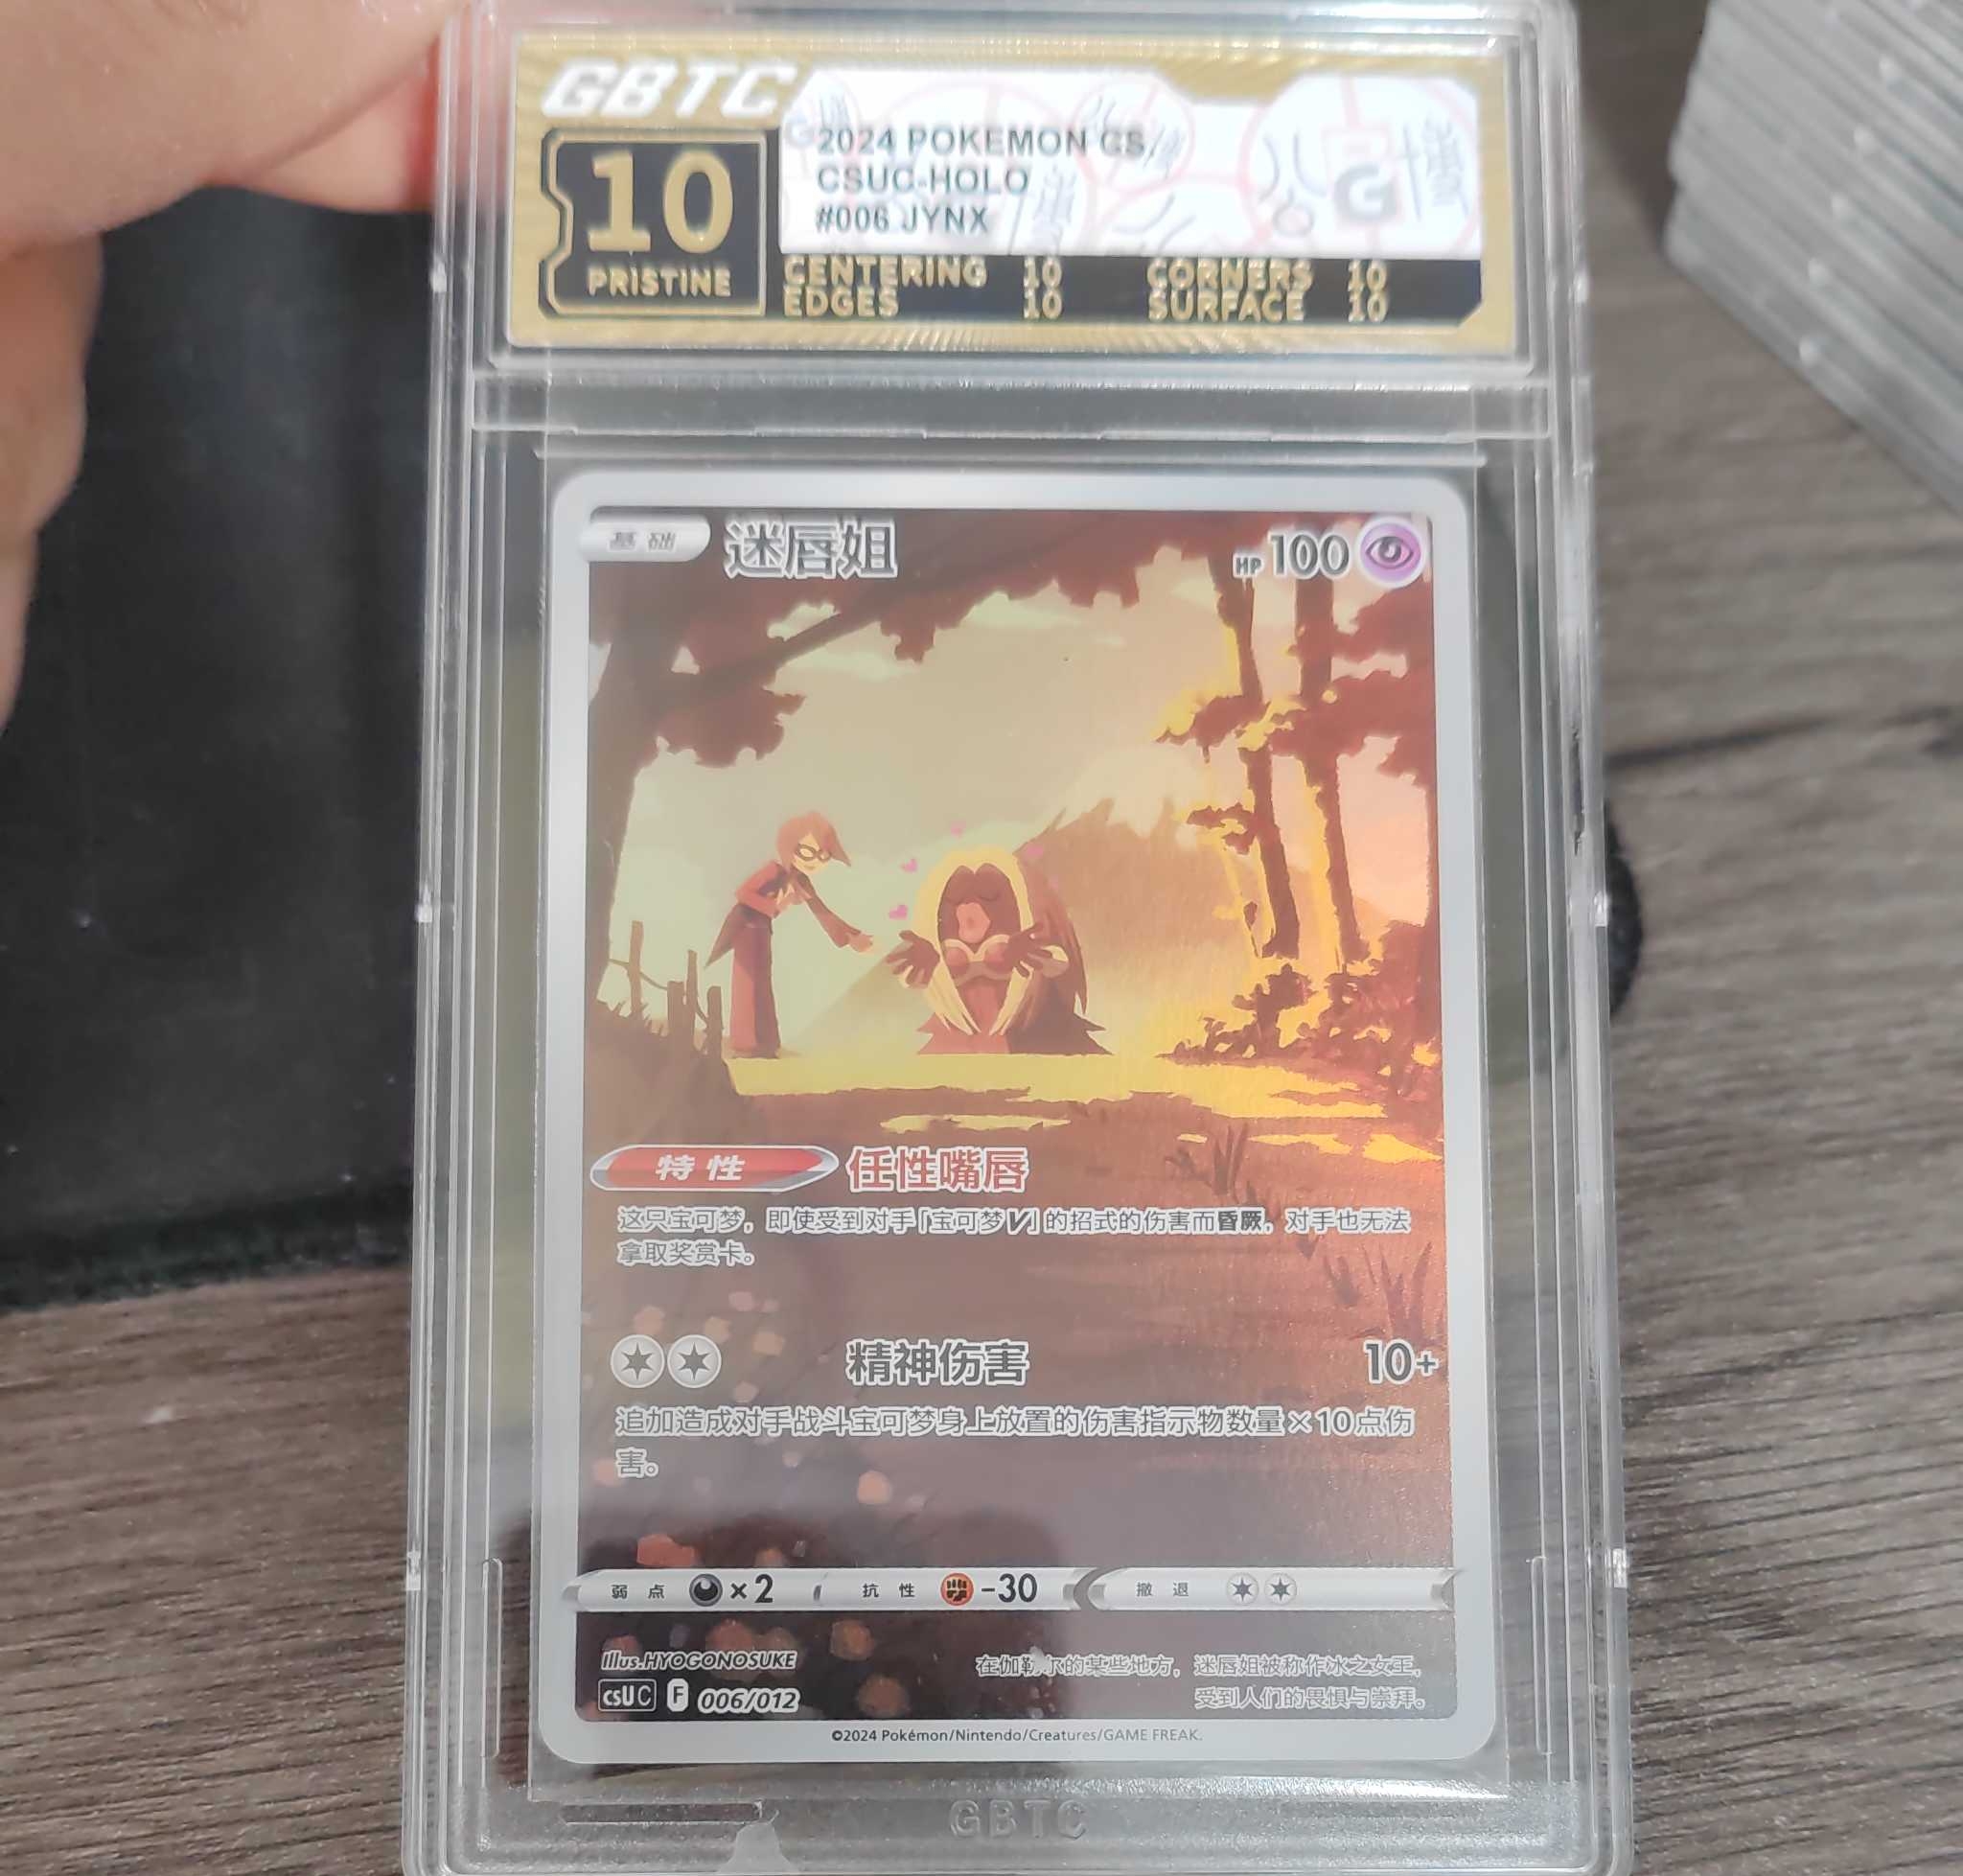 GBTC
10
PRISTINE
2024 POKEMON GS
CSUC-HOLO
#006 JYNX
CENTERING 10 CORNERS 10
EDGES 10 SURFACE 10
G
基础 迷唇姐 HP 100
特性 任性嘴唇
这只宝可梦，即使受到对手「宝可梦V」的招式的伤害而昏厥，对手也无法
拿取奖赏卡。
精神伤害 10+
追加造成对手战斗宝可梦身上放置的伤害指示物数量×10点伤
害。
弱点 ×2 抗性 -30 撤退
Illus.HYOGONOSUKE
在伽勒尔的某些地方，迷唇姐被称作冰之女王，
受到人们的畏惧与崇拜。
csUC F 006/012
©2024 Pokémon/Nintendo/Creatures/GAME FREAK.
GBTC